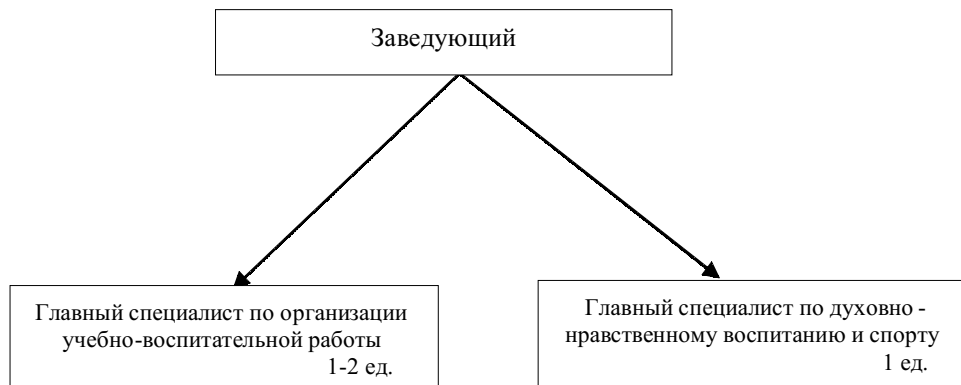 Заведующий
Главный специалист по организации
учебно-воспитательной работы
1-2 ед.
Главный специалист по духовно -
нравственному воспитанию и спорту
1 ед.